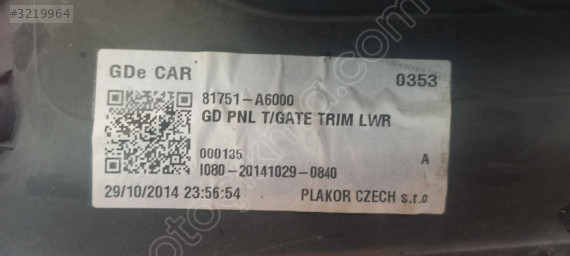 #3219964
GDe CAR 0353
81751-A6000
GD PNL T/GATE TRIM LWR
000135 A
I080-20141029-0840
29/10/2014 23:56:54 PLAKOR CZECH s.r.o